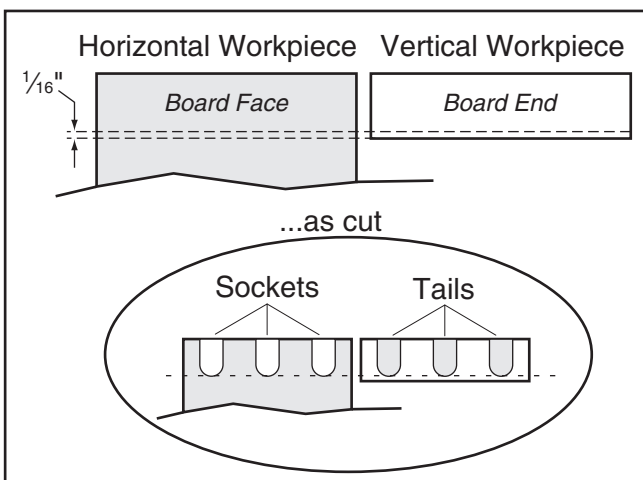 Horizontal Workpiece Vertical Workpiece
1/16"
Board Face Board End
...as cut
Sockets Tails